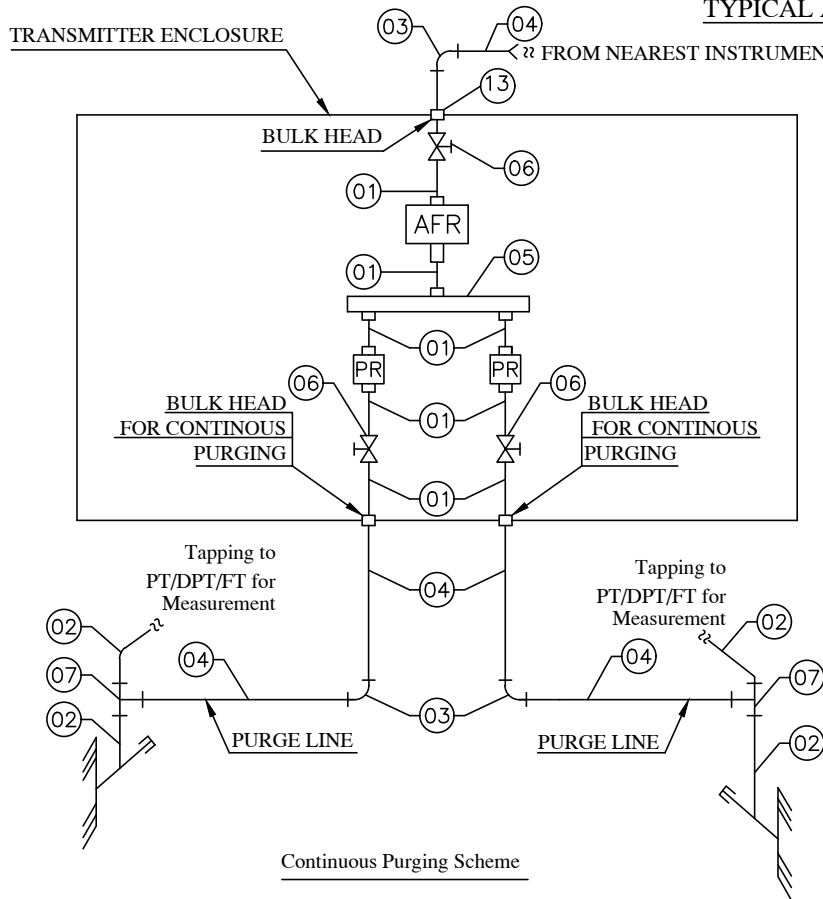 TYPICAL
03
04
TRANSMITTER ENCLOSURE
FROM NEAREST INSTRUMEN
13
BULK HEAD
06
01
AFR
01
05
01
PR
PR
06
06
BULK HEAD
FOR CONTINOUS
PURGING
BULK HEAD
FOR CONTINOUS
PURGING
01
01
Tapping to
PT/DPT/FT for
Measurement
Tapping to
PT/DPT/FT for
Measurement
04
02
02
04
04
07
07
03
02
02
PURGE LINE
PURGE LINE
Continuous Purging Scheme